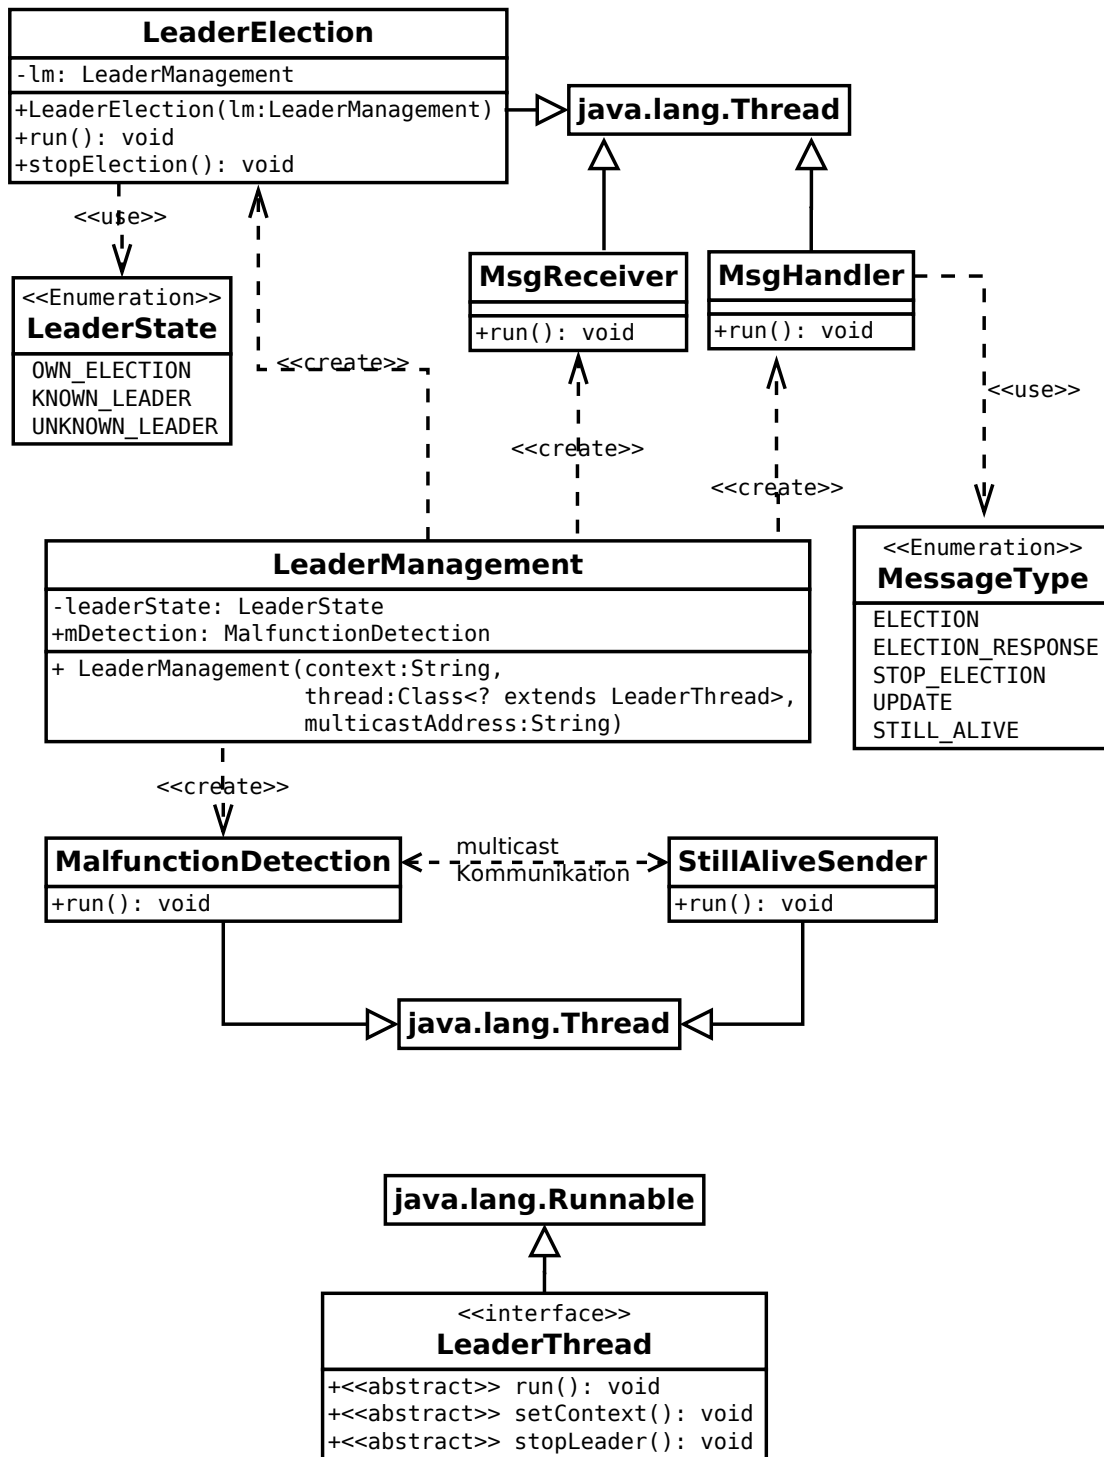 LeaderElection
-lm: LeaderManagement
+LeaderElection(lm:LeaderManagement)
+run(): void
+stopElection(): void
java.lang.Thread
<<use>>
<<Enumeration>>
LeaderState
OWN_ELECTION
KNOWN_LEADER
UNKNOWN_LEADER
MsgReceiver
+run(): void
MsgHandler
+run(): void
<<create>>
<<create>>
<<create>>
<<use>>
LeaderManagement
-leaderState: LeaderState
+mDetection: MalfunctionDetection
+ LeaderManagement(context:String,
thread:Class<? extends LeaderThread>,
multicastAddress:String)
<<Enumeration>>
MessageType
ELECTION
ELECTION_RESPONSE
STOP_ELECTION
UPDATE
STILL_ALIVE
<<create>>
MalfunctionDetection
+run(): void
multicast
Kommunikation
StillAliveSender
+run(): void
java.lang.Thread
java.lang.Runnable
<<interface>>
LeaderThread
+<<abstract>> run(): void
+<<abstract>> setContext(): void
+<<abstract>> stopLeader(): void